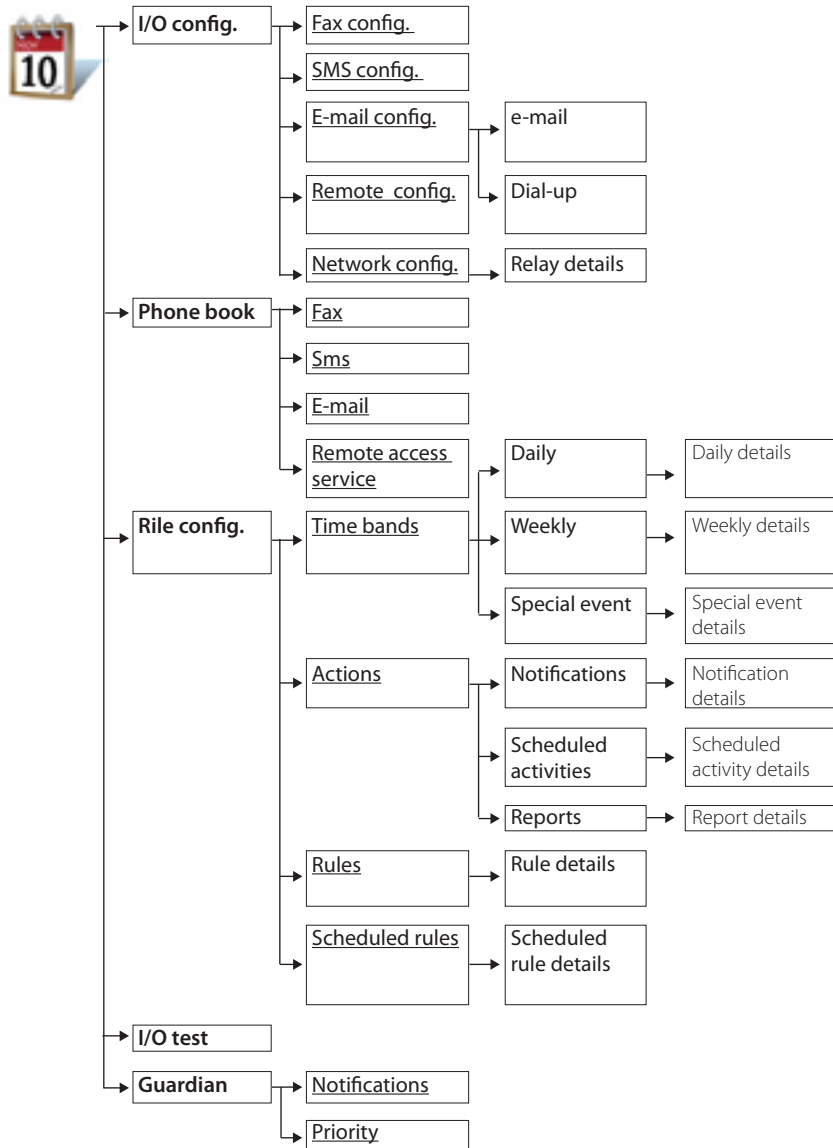 NOV
10
I/O config.
Fax config.
SMS config.
E-mail config.
e-mail
Dial-up
Remote config.
Network config.
Relay details
Phone book
Fax
Sms
E-mail
Remote access
service
Rile config.
Time bands
Daily
Daily details
Weekly
Weekly details
Special event
Special event
details
Actions
Notifications
Notification
details
Scheduled
activities
Scheduled
activity details
Reports
Report details
Rules
Rule details
Scheduled rules
Scheduled
rule details
I/O test
Guardian
Notifications
Priority